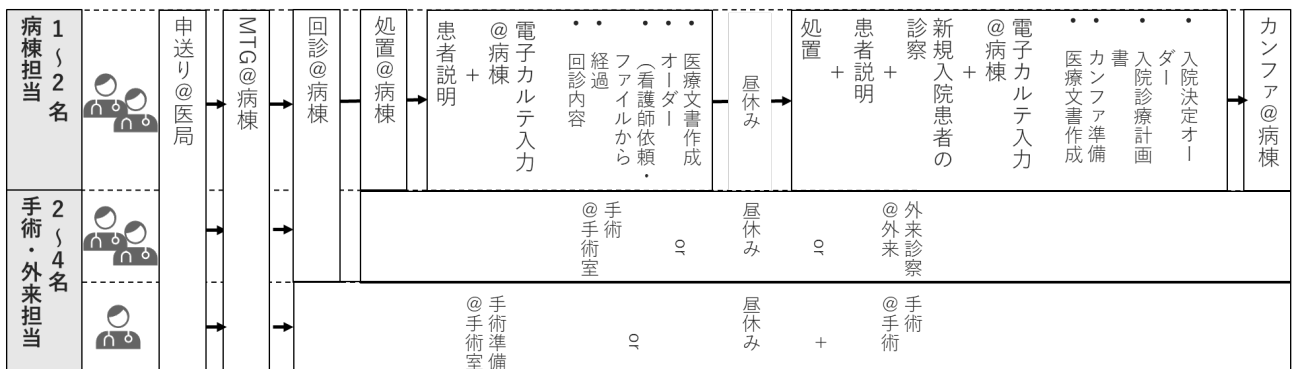 病棟担当
1～2名
申送り@医局
MTG@病棟
回診@病棟
処置@病棟
患者説明
+
電子カルテ入力
@病棟
• 回診内容
• 経過
ファイルから
（看護師依頼・
• オーダー
• 医療文書作成
昼休み
処置
+
患者説明
+
新規入院患者の
診察
+
電子カルテ入力
@病棟
• 医療文書作成
• カンファ準備
• 入院診療計画
書
• 入院決定オー
ダー
カンファ@病棟
手術・外来担当
2～4名
手術
@手術室
or
昼休み
or
外来診察
@外来
手術準備
@手術室
or
昼休み
+
手術
@手術